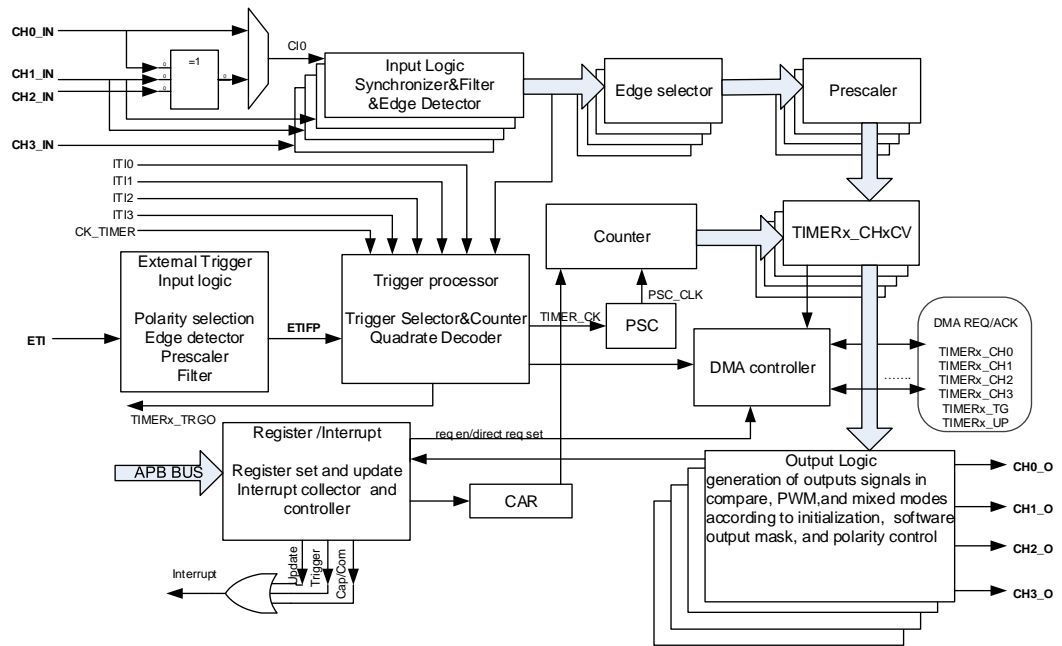 CH0_IN
CH1_IN
CH2_IN
CH3_IN
=1
CI0
Input Logic
Synchronizer&Filter
&Edge Detector
Edge selector
Prescaler
ITI0
ITI1
ITI2
ITI3
CK_TIMER
Counter
TIMERx_CHxCV
External Trigger
Input logic
Polarity selection
Edge detector
Prescaler
Filter
ETI
ETIFP
Trigger processor
Trigger Selector&Counter
Quadrate Decoder
TIMER_CK
PSC_CLK
PSC
DMA controller
DMA REQ/ACK
TIMERx_CH0
TIMERx_CH1
TIMERx_CH2
TIMERx_CH3
TIMERx_TG
TIMERx_UP
.......
TIMERx_TRGO
Register /Interrupt
Register set and update
Interrupt collector and
controller
APB BUS
req en/direct req set
CAR
Output Logic
generation of outputs signals in
compare, PWM,and mixed modes
according to initialization, software
output mask, and polarity control
CH0_O
CH1_O
CH2_O
CH3_O
Update
Trigger
Cap/Com
Interrupt